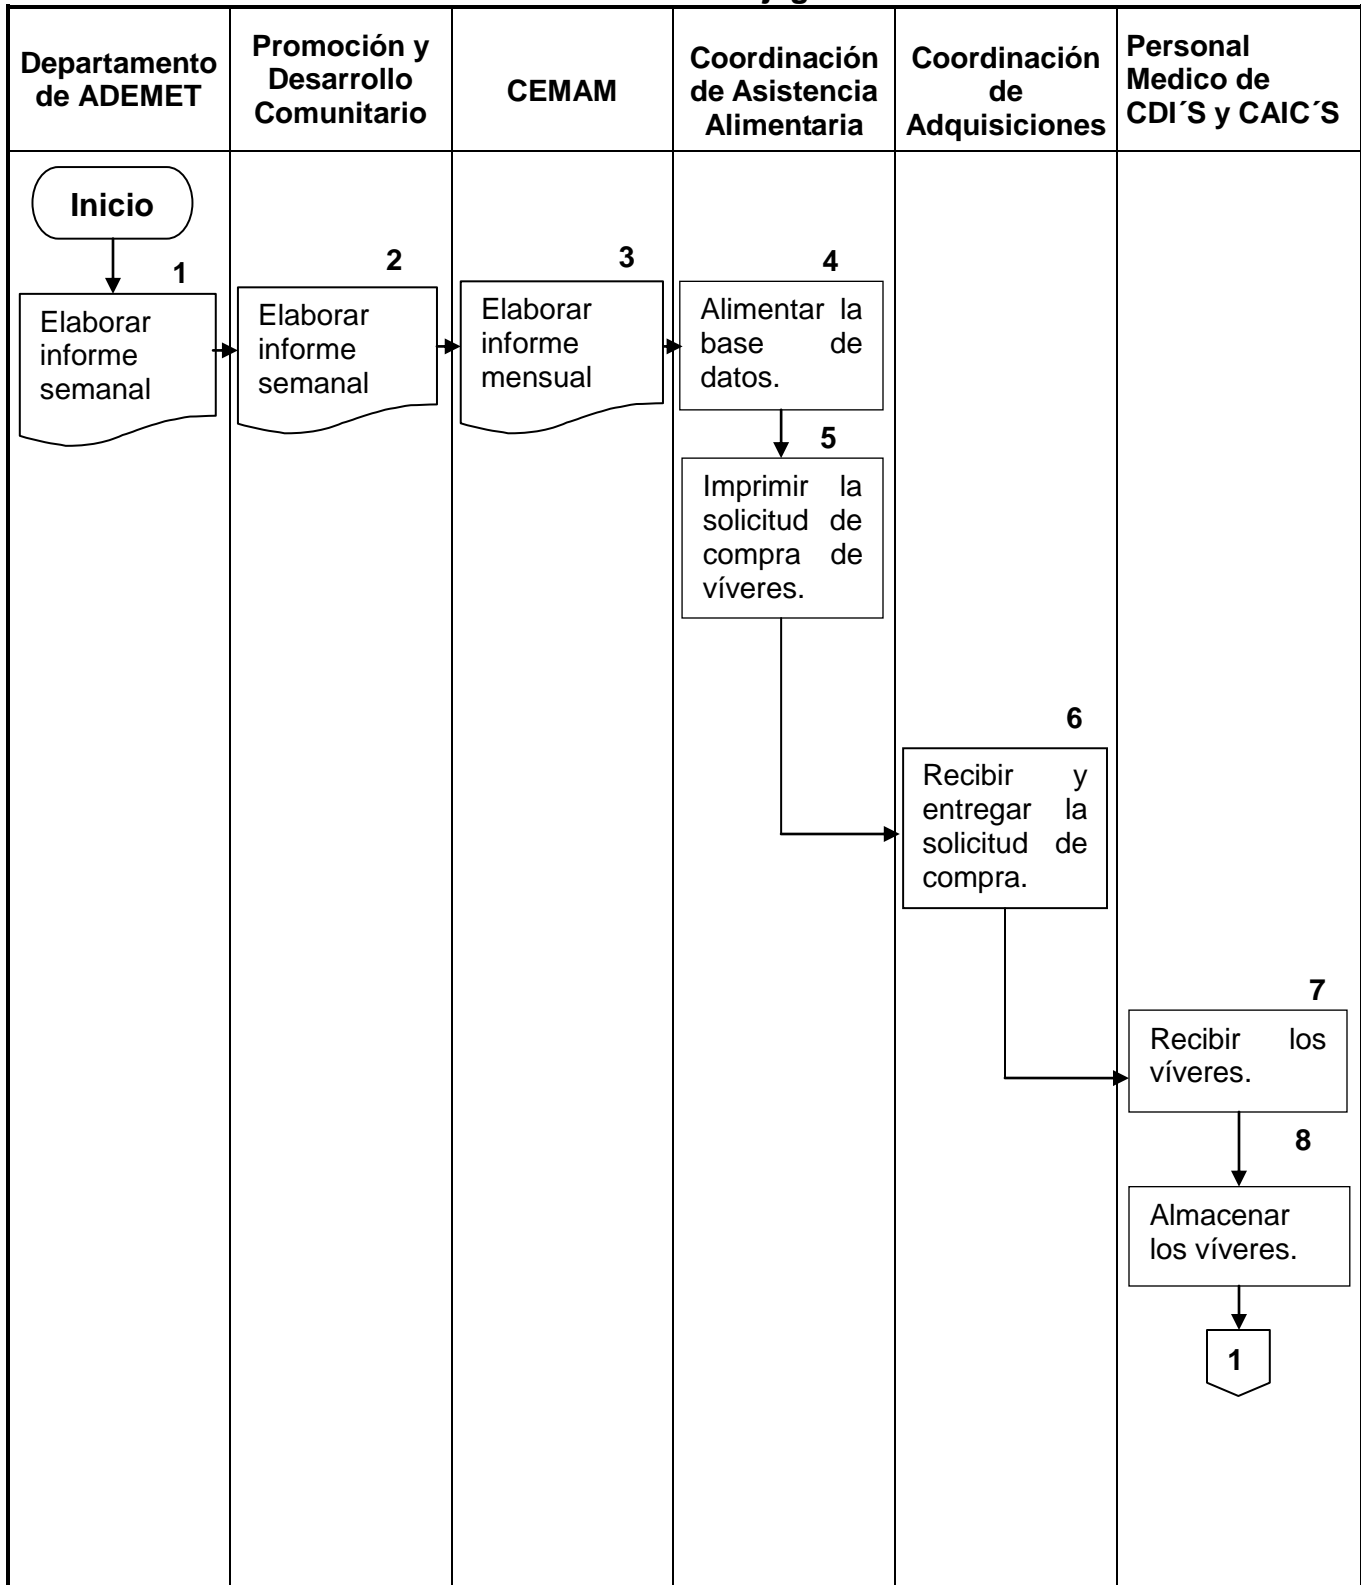 Departamento
de ADEMET
Promoción y
Desarrollo
Comunitario
CEMAM
Coordinación
de Asistencia
Alimentaria
Coordinación
de
Adquisiciones
Personal
Medico de
CDI´S y CAIC´S
Inicio
1
Elaborar
informe
semanal
2
Elaborar
informe
semanal
3
Elaborar
informe
mensual
4
Alimentar la
base de
datos.
5
Imprimir la
solicitud de
compra de
víveres.
6
Recibir y
entregar la
solicitud de
compra.
7
Recibir los
víveres.
8
Almacenar
los víveres.
1